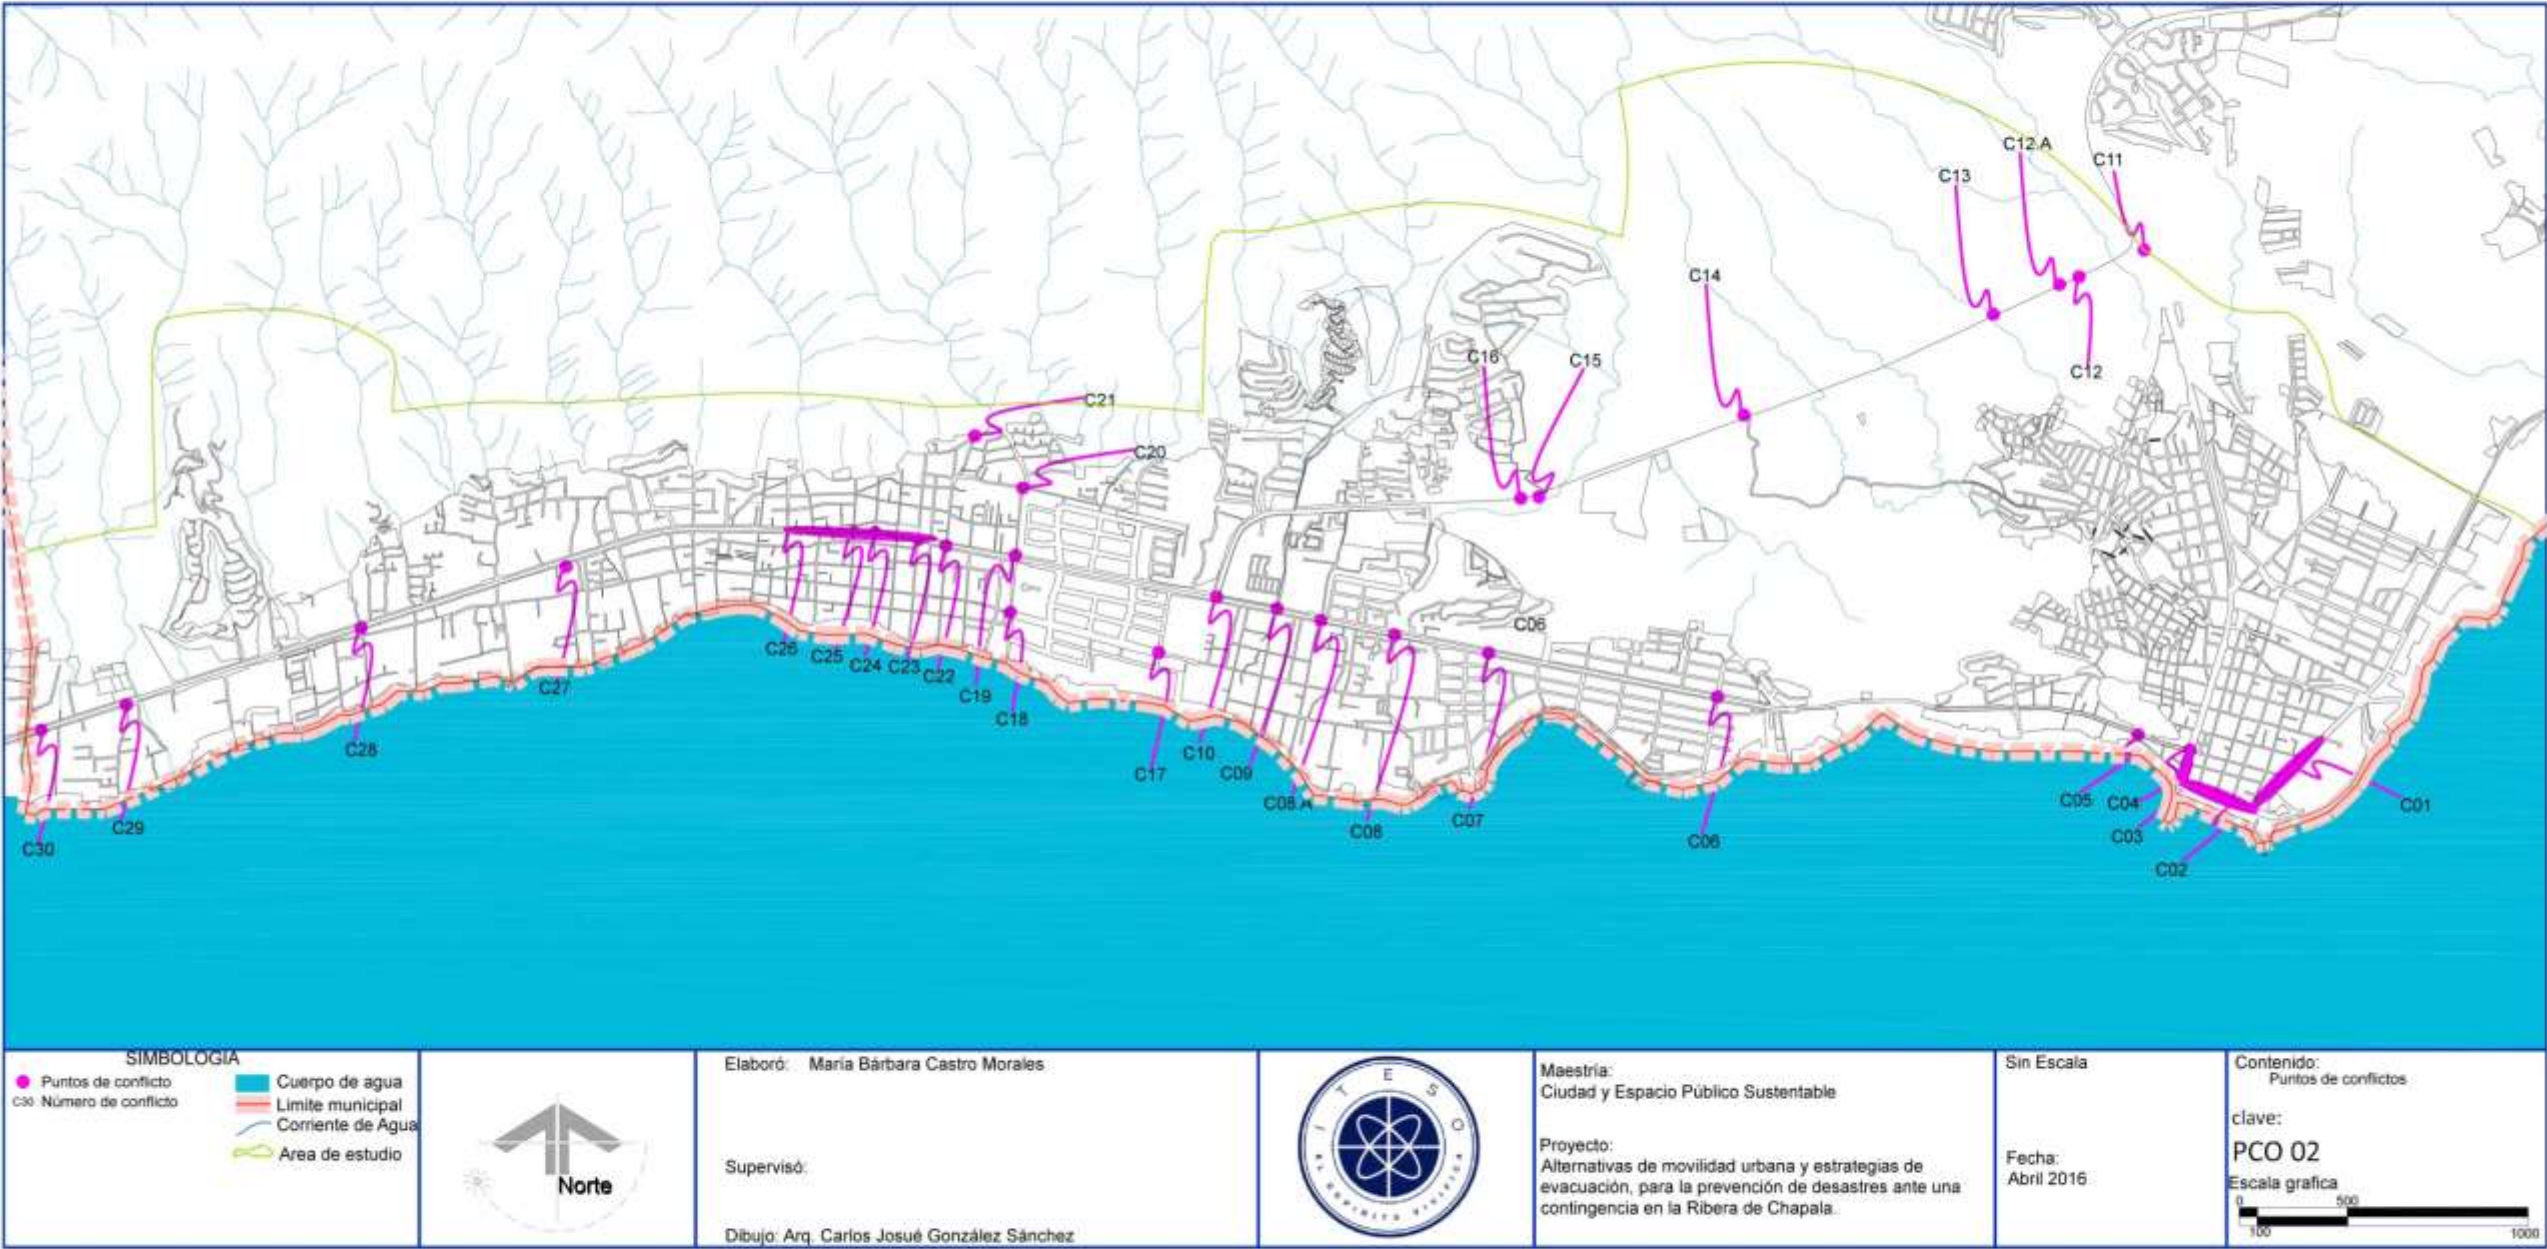 C12.A
C11
C13
C14
C16
C15
C12
C21
C20
C06
C26
C25
C24
C23
C22
C19
C18
C27
C28
C29
C30
C17
C10
C09
C08.A
C08
C07
C06
C05
C04
C03
C02
C01
SIMBOLOGIA
Puntos de conflicto
C30 Número de conflicto
Cuerpo de agua
Limite municipal
Corriente de Agua
Area de estudio
Norte
Elaboró: María Bárbara Castro Morales
Supervisó:
Dibujo: Arq. Carlos Josué González Sánchez
ITESO
EL ESPIRITU VIVIFICA
Maestría:
Ciudad y Espacio Público Sustentable
Proyecto:
Alternativas de movilidad urbana y estrategias de
evacuación, para la prevención de desastres ante una
contingencia en la Ribera de Chapala.
Sin Escala
Fecha:
Abril 2016
Contenido:
Puntos de conflictos
clave:
PCO 02
Escala grafica
0 500
100 1000